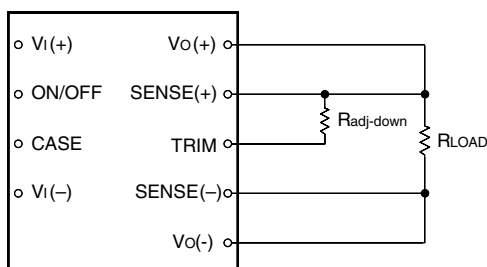 VI(+) VO(+)
ON/OFF SENSE(+)
Radj-down
CASE TRIM
RLOAD
VI(–) SENSE(–)
VO(-)